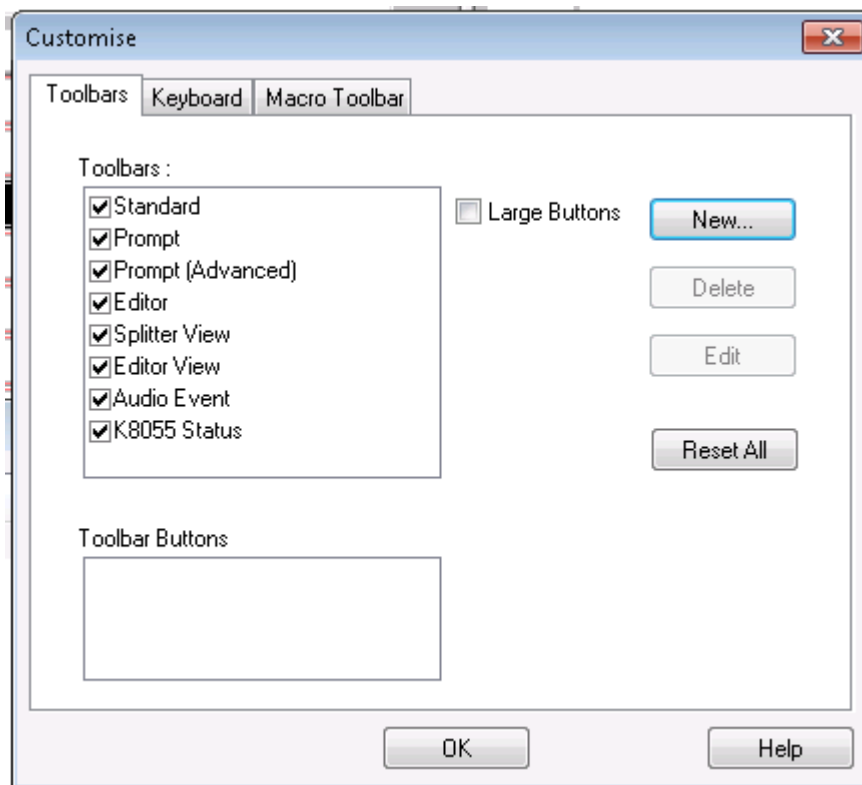 Customise
Toolbars Keyboard Macro Toolbar
Toolbars :
Standard
Prompt
Prompt (Advanced)
Editor
Splitter View
Editor View
Audio Event
K8055 Status
Large Buttons
New...
Delete
Edit
Reset All
Toolbar Buttons
OK Help